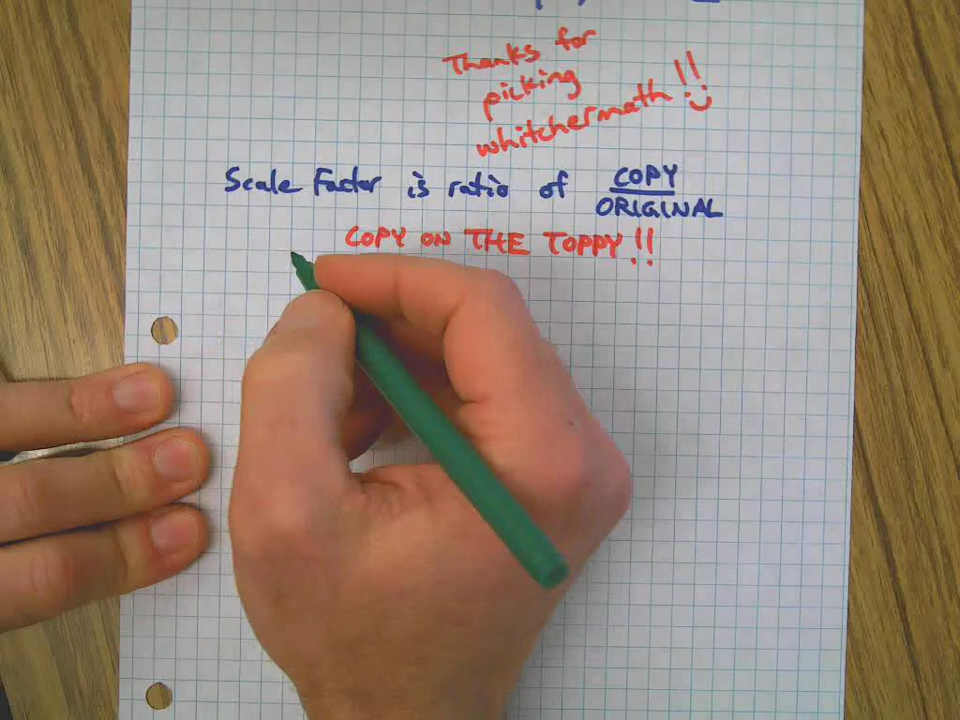 Thanks for
picking
whitchermath !!
Scale Factor is ratio of COPY
ORIGINAL
COPY ON THE TOPPY !!